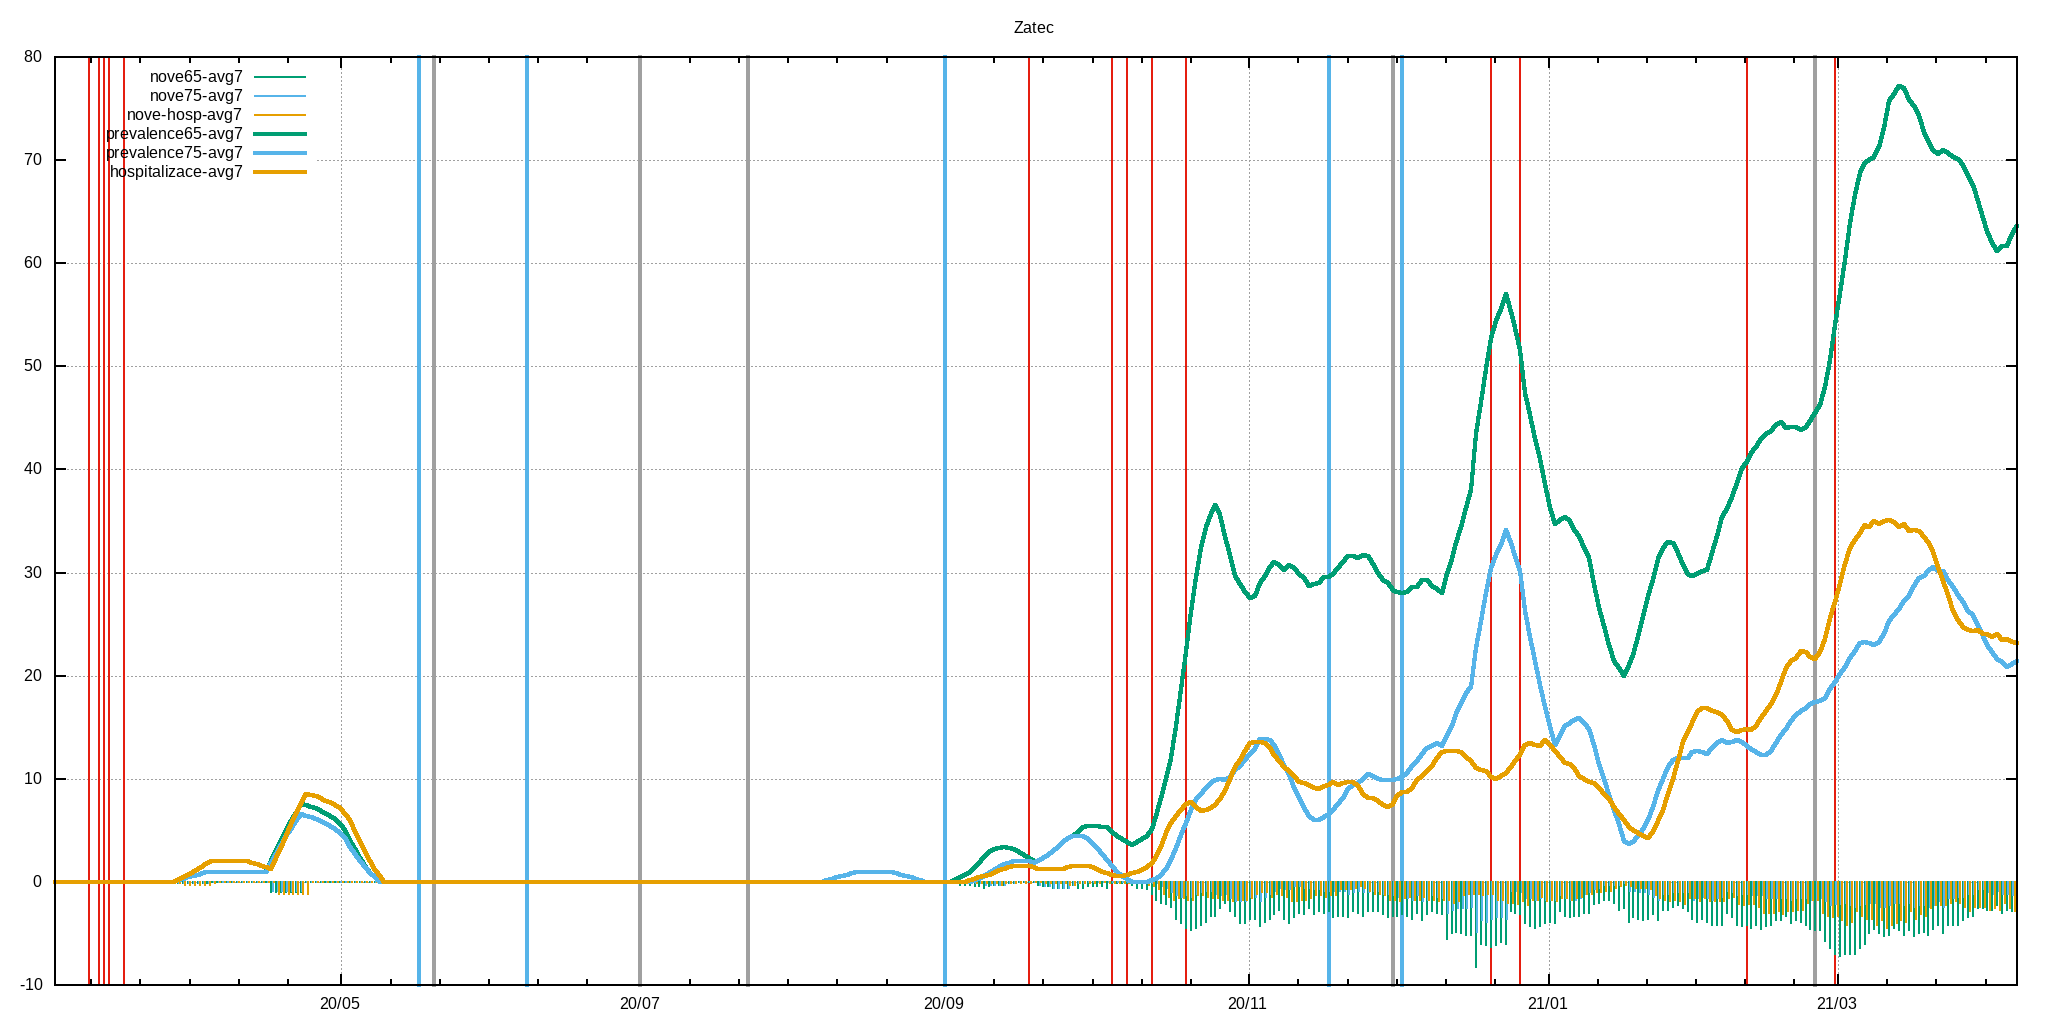 Zatec
80
70
60
50
40
30
20
10
0
-10
nove65-avg7
nove75-avg7
nove-hosp-avg7
prevalence65-avg7
prevalence75-avg7
hospitalizace-avg7
20/05 20/07 20/09 20/11 21/01 21/03